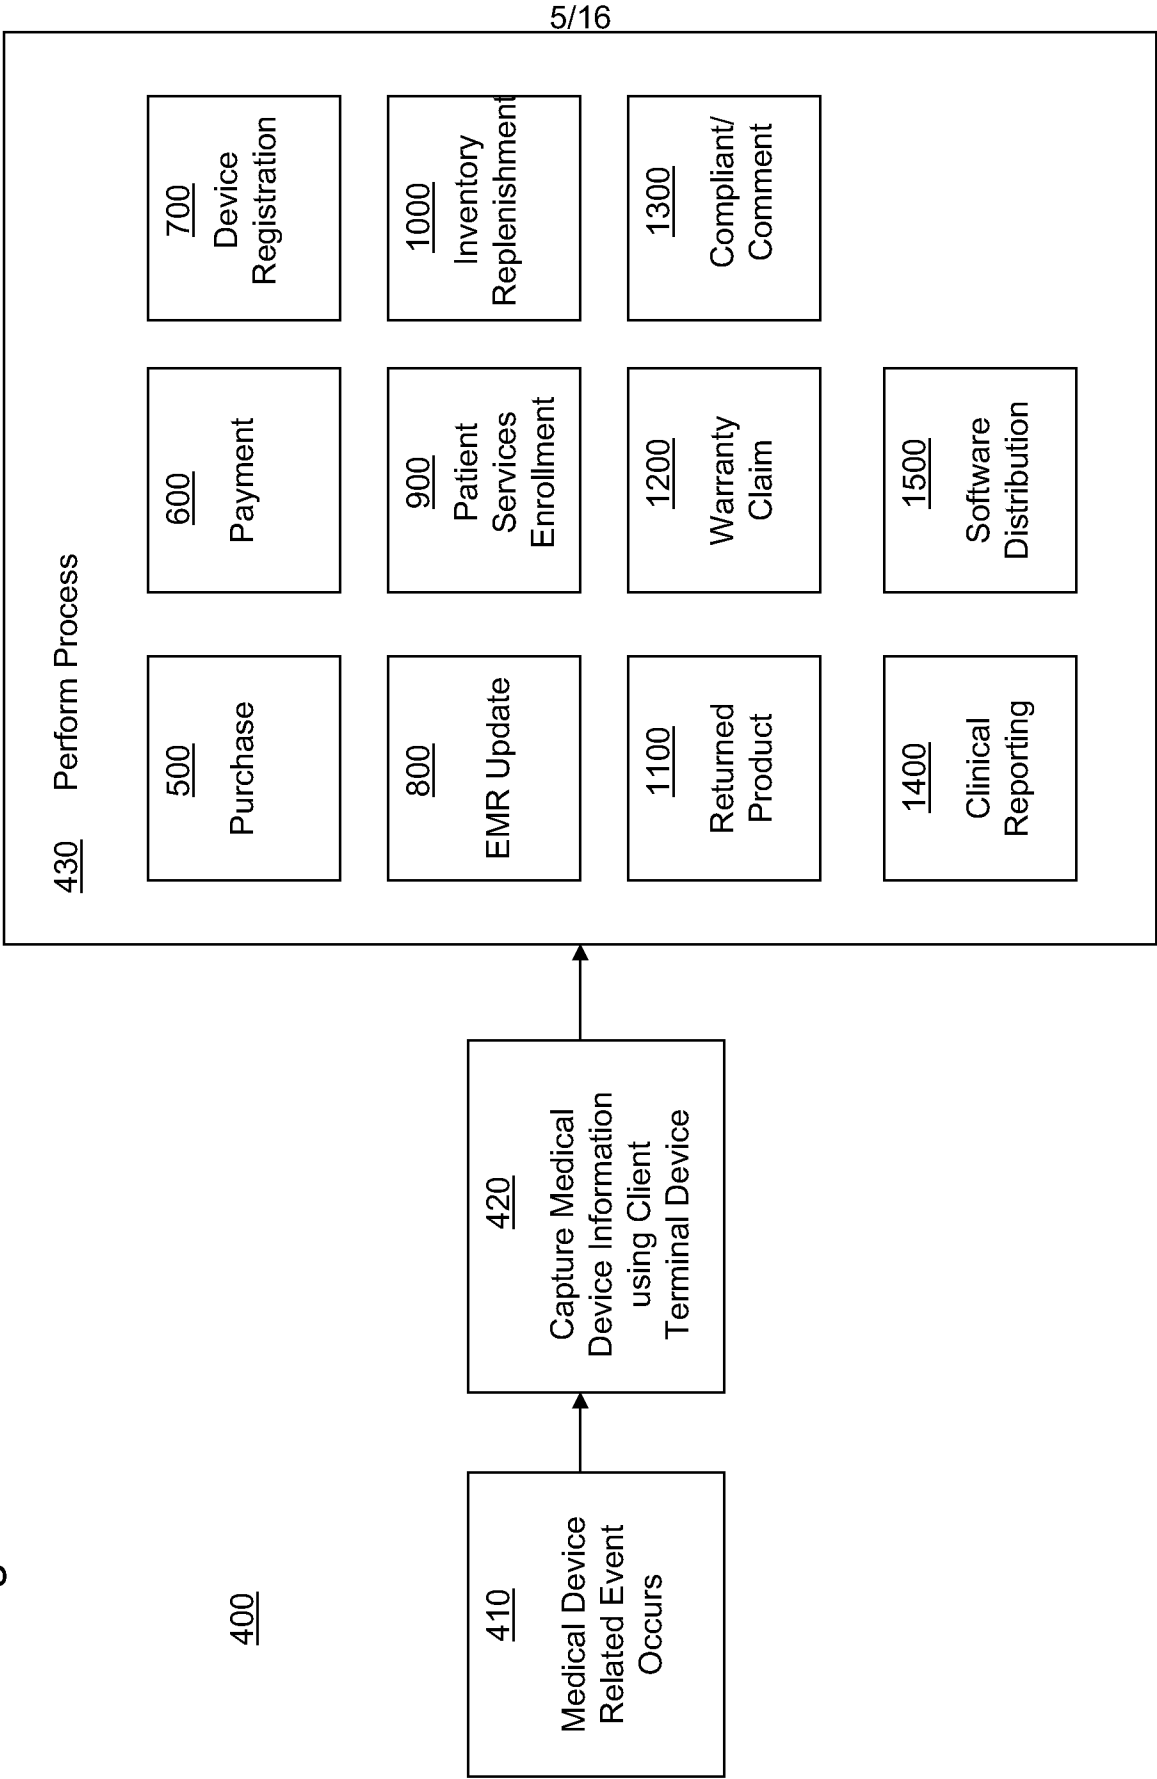 5/16
400
410
Medical Device
Related Event
Occurs
420
Capture Medical
Device Information
using Client
Terminal Device
430 Perform Process
500
Purchase
600
Payment
700
Device
Registration
800
EMR Update
900
Patient
Services
Enrollment
1000
Inventory
Replenishment
1100
Returned
Product
1200
Warranty
Claim
1300
Compliant/
Comment
1400
Clinical
Reporting
1500
Software
Distribution